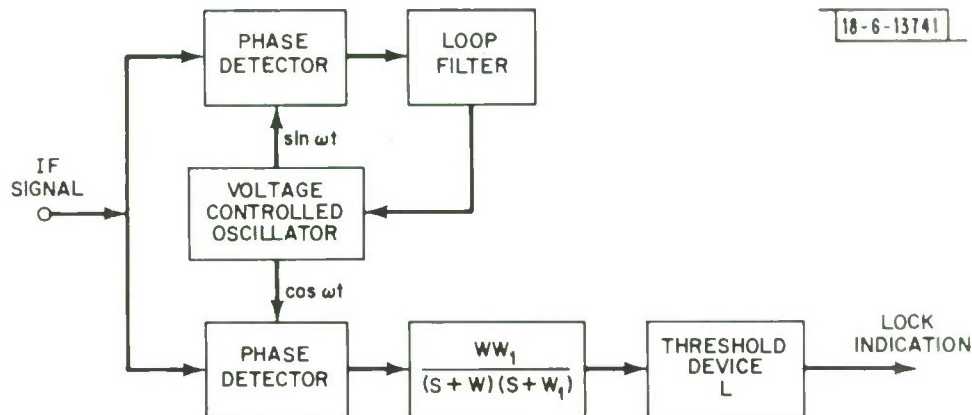 18-6-13741
PHASE
DETECTOR
LOOP
FILTER
sin ωt
IF
SIGNAL
VOLTAGE
CONTROLLED
OSCILLATOR
cos ωt
PHASE
DETECTOR
WW₁
(S + W)(S + W₁)
THRESHOLD
DEVICE
L
LOCK
INDICATION